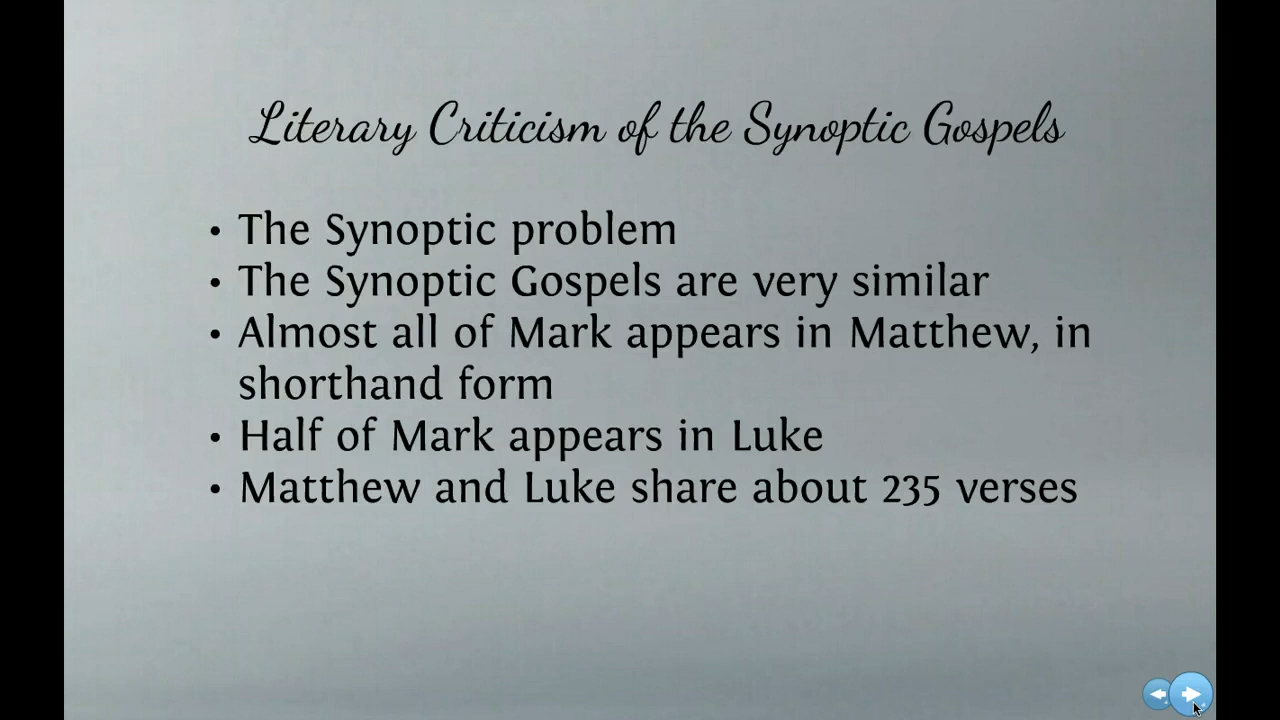 Literary Criticism of the Synoptic Gospels
• The Synoptic problem
• The Synoptic Gospels are very similar
• Almost all of Mark appears in Matthew, in
shorthand form
• Half of Mark appears in Luke
• Matthew and Luke share about 235 verses